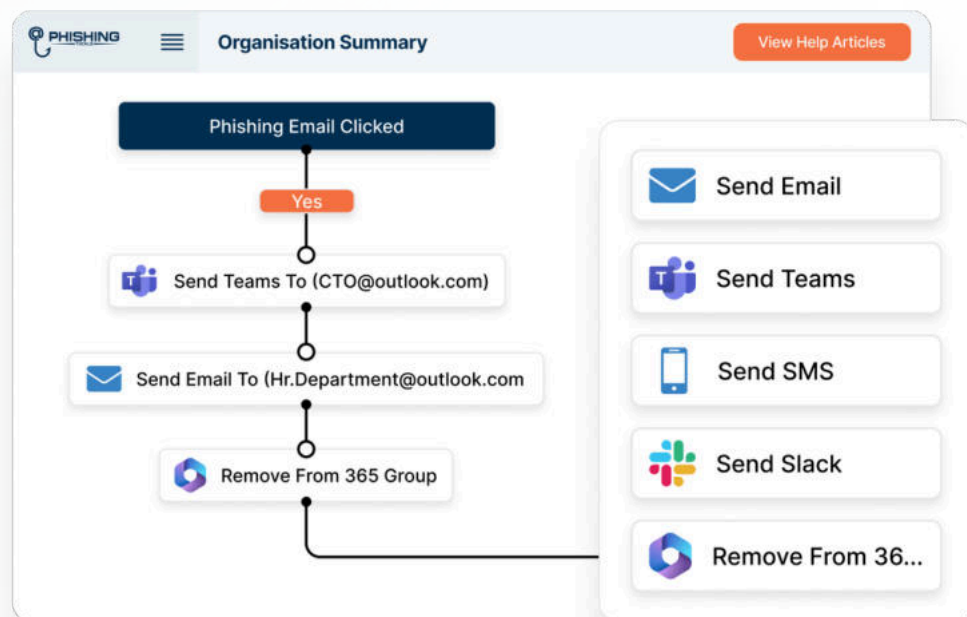 PHISHING
TOOLS
Organisation Summary
View Help Articles
Phishing Email Clicked
Yes
Send Teams To (CTO@outlook.com)
Send Email To (Hr.Department@outlook.com
Remove From 365 Group
Send Email
Send Teams
Send SMS
Send Slack
Remove From 36...